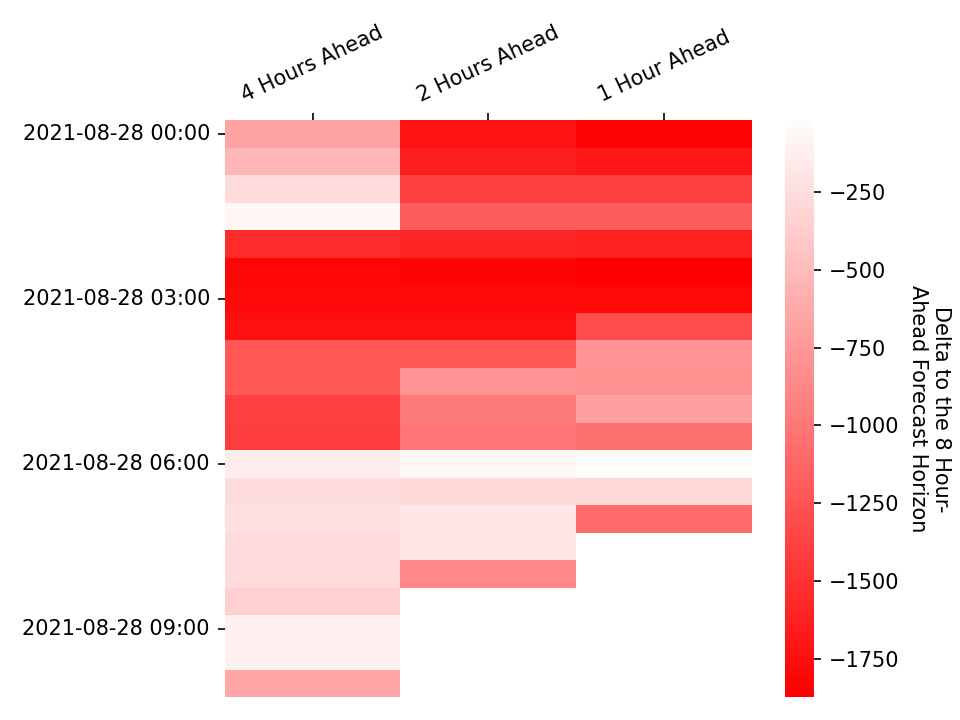 4 Hours Ahead
2 Hours Ahead
1 Hour Ahead
2021-08-28 00:00
2021-08-28 03:00
2021-08-28 06:00
2021-08-28 09:00
−250
−500
−750
−1000
−1250
−1500
−1750
Delta to the 8 Hour-
Ahead Forecast Horizon